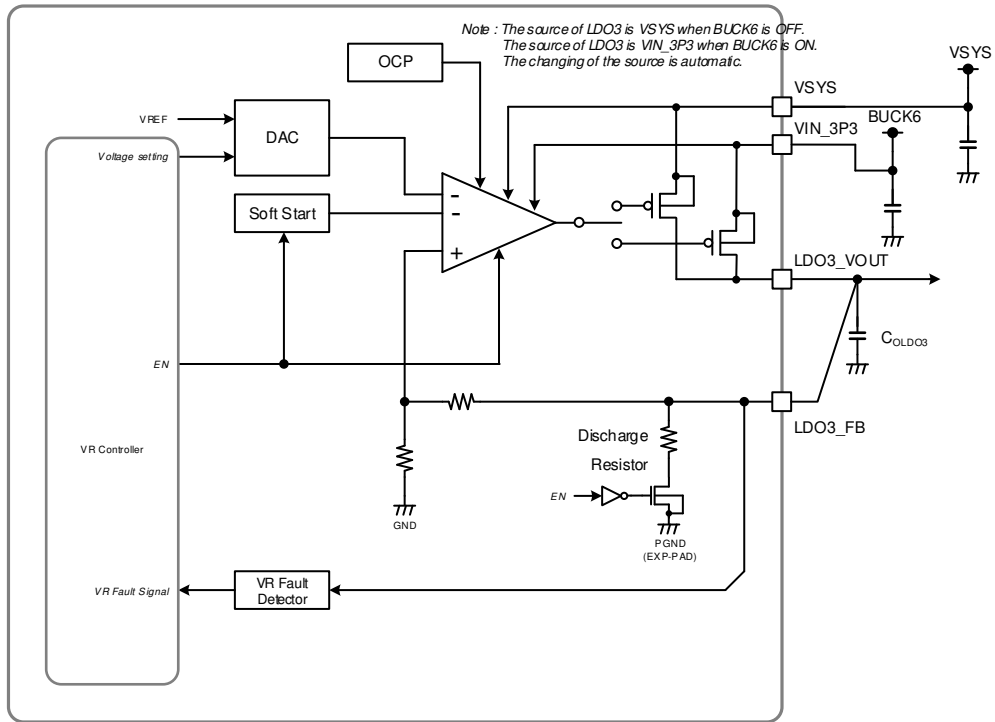 Note : The source of LDO3 is VSYS when BUCK6 is OFF.
The source of LDO3 is VIN_3P3 when BUCK6 is ON.
The changing of the source is automatic.
VSYS
OCP
VSYS
BUCK6
VREF
DAC
VIN_3P3
Voltage setting
-
Soft Start
-
+
LDO3_VOUT
COLDO3
EN
LDO3_FB
Discharge
Resistor
VR Controller
EN
GND
PGND
(EXP-PAD)
VR Fault Signal
VR Fault
Detector